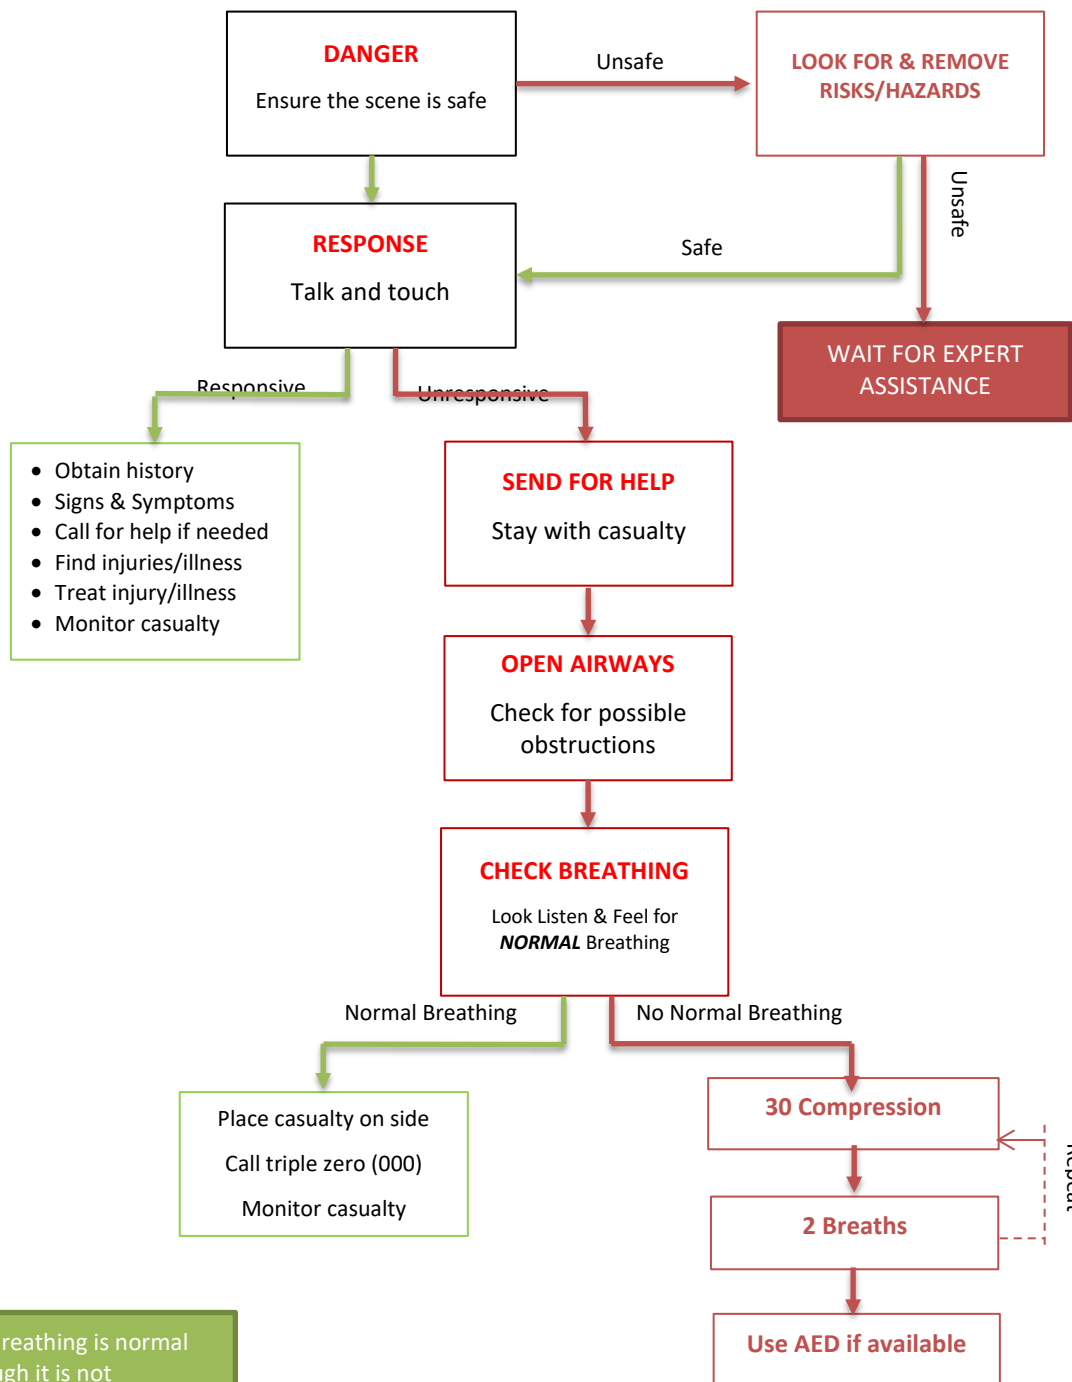 DANGER
Ensure the scene is safe
Unsafe
LOOK FOR & REMOVE
RISKS/HAZARDS
Unsafe
RESPONSE
Talk and touch
Safe
WAIT FOR EXPERT
ASSISTANCE
Responsive
Unresponsive
• Obtain history
• Signs & Symptoms
• Call for help if needed
• Find injuries/illness
• Treat injury/illness
• Monitor casualty
SEND FOR HELP
Stay with casualty
OPEN AIRWAYS
Check for possible
obstructions
CHECK BREATHING
Look Listen & Feel for
NORMAL Breathing
Normal Breathing
No Normal Breathing
Place casualty on side
Call triple zero (000)
Monitor casualty
30 Compression
Repeat
2 Breaths
Use AED if available
reathing is normal
ugh it is not